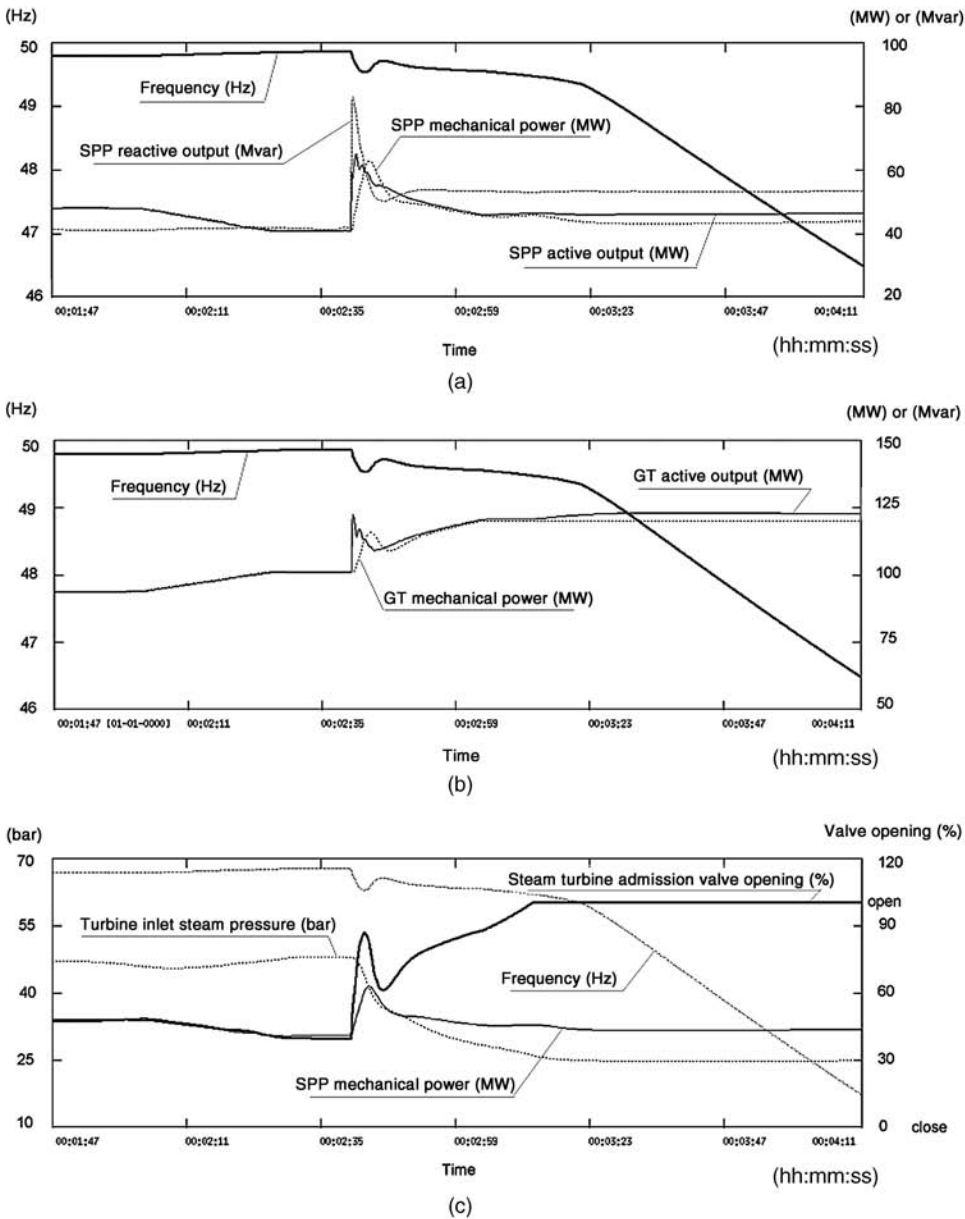 (Hz)
(MW) or (Mvar)
50
100
Frequency (Hz)
49
80
SPP mechanical power (MW)
SPP reactive output (Mvar)
48
60
47
40
SPP active output (MW)
46
20
00:01:47 00:02:11 00:02:35 00:02:59 00:03:23 00:03:47 00:04:11
Time
(hh:mm:ss)
(a)
(Hz)
(MW) or (Mvar)
50
150
GT active output (MW)
Frequency (Hz)
49
125
48
100
GT mechanical power (MW)
47
75
46
50
00:01:47 [01-01-0000] 00:02:11 00:02:35 00:02:59 00:03:23 00:03:47 00:04:11
Time
(hh:mm:ss)
(b)
(bar)
Valve opening (%)
70
120
Steam turbine admission valve opening (%)
open
55
90
Turbine inlet steam pressure (bar)
Frequency (Hz)
40
60
25
30
SPP mechanical power (MW)
10
0 close
00:01:47 00:02:11 00:02:35 00:02:59 00:03:23 00:03:47 00:04:11
Time
(hh:mm:ss)
(c)